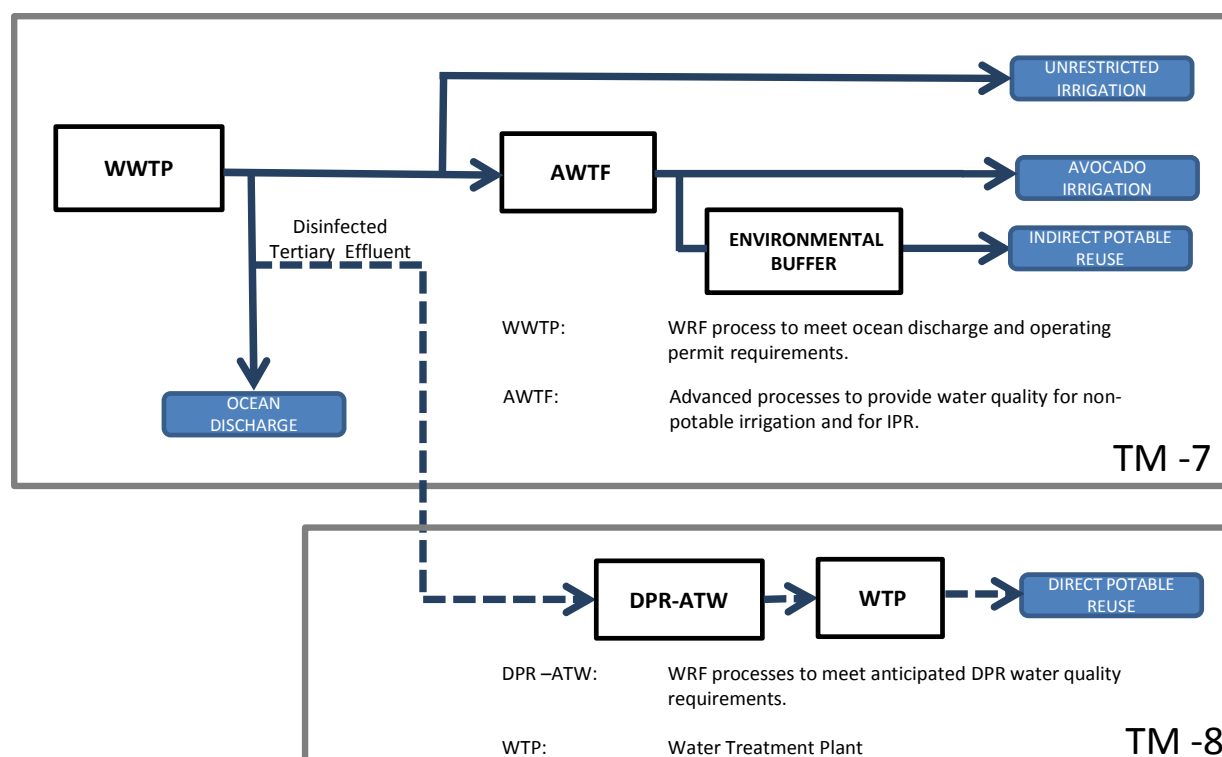 UNRESTRICTED
IRRIGATION
WWTP
AWTF
AVOCADO
IRRIGATION
Disinfected
Tertiary Effluent
ENVIRONMENTAL
BUFFER
INDIRECT POTABLE
REUSE
WWTP: WRF process to meet ocean discharge and operating
permit requirements.
OCEAN
DISCHARGE
AWTF: Advanced processes to provide water quality for non-
potable irrigation and for IPR.
TM -7
DPR-ATW
WTP
DIRECT POTABLE
REUSE
DPR –ATW: WRF processes to meet anticipated DPR water quality
requirements.
WTP: Water Treatment Plant
TM -8